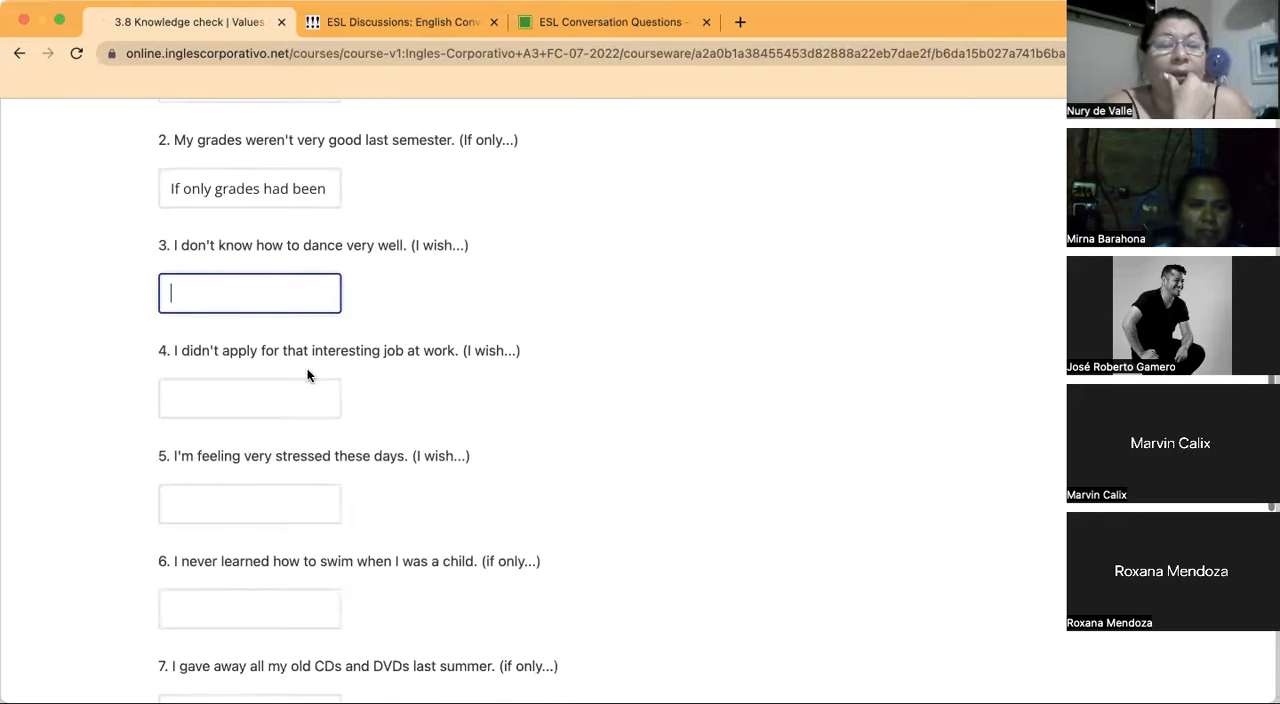 3.8 Knowledge check | Values
ESL Discussions: English Conv
ESL Conversation Questions -
online.inglescorporativo.net/courses/course-v1:Ingles-Corporativo+A3+FC-07-2022/courseware/a2a0b1a38455453d82888a22eb7dae2f/b6da15b027a741b6ba
2. My grades weren't very good last semester. (If only...)
If only grades had been
3. I don't know how to dance very well. (I wish...)
4. I didn't apply for that interesting job at work. (I wish...)
5. I'm feeling very stressed these days. (I wish...)
6. I never learned how to swim when I was a child. (if only...)
7. I gave away all my old CDs and DVDs last summer. (if only...)
Nury de Valle
Mirna Barahona
José Roberto Gamero
Marvin Calix
Marvin Calix
Roxana Mendoza
Roxana Mendoza